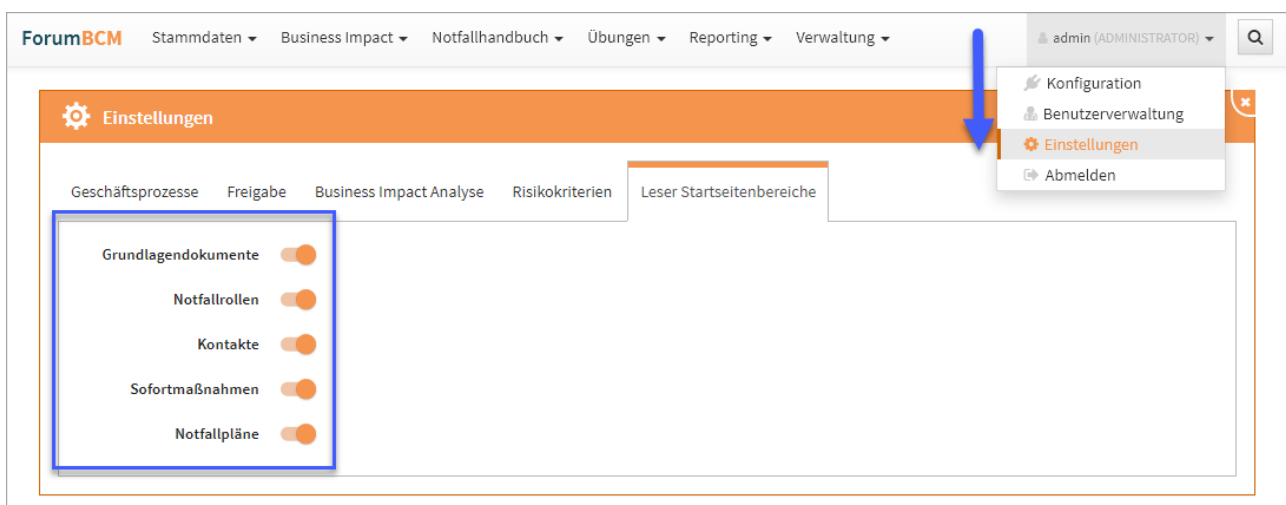 ForumBCM Stammdaten Business Impact Notfallhandbuch Übungen Reporting Verwaltung admin (ADMINISTRATOR)
Konfiguration
Benutzerverwaltung
Einstellungen
Abmelden
Einstellungen
Geschäftsprozesse Freigabe Business Impact Analyse Risikokriterien Leser Startseitenbereiche
Grundlagendokumente
Notfallrollen
Kontakte
Sofortmaßnahmen
Notfallpläne